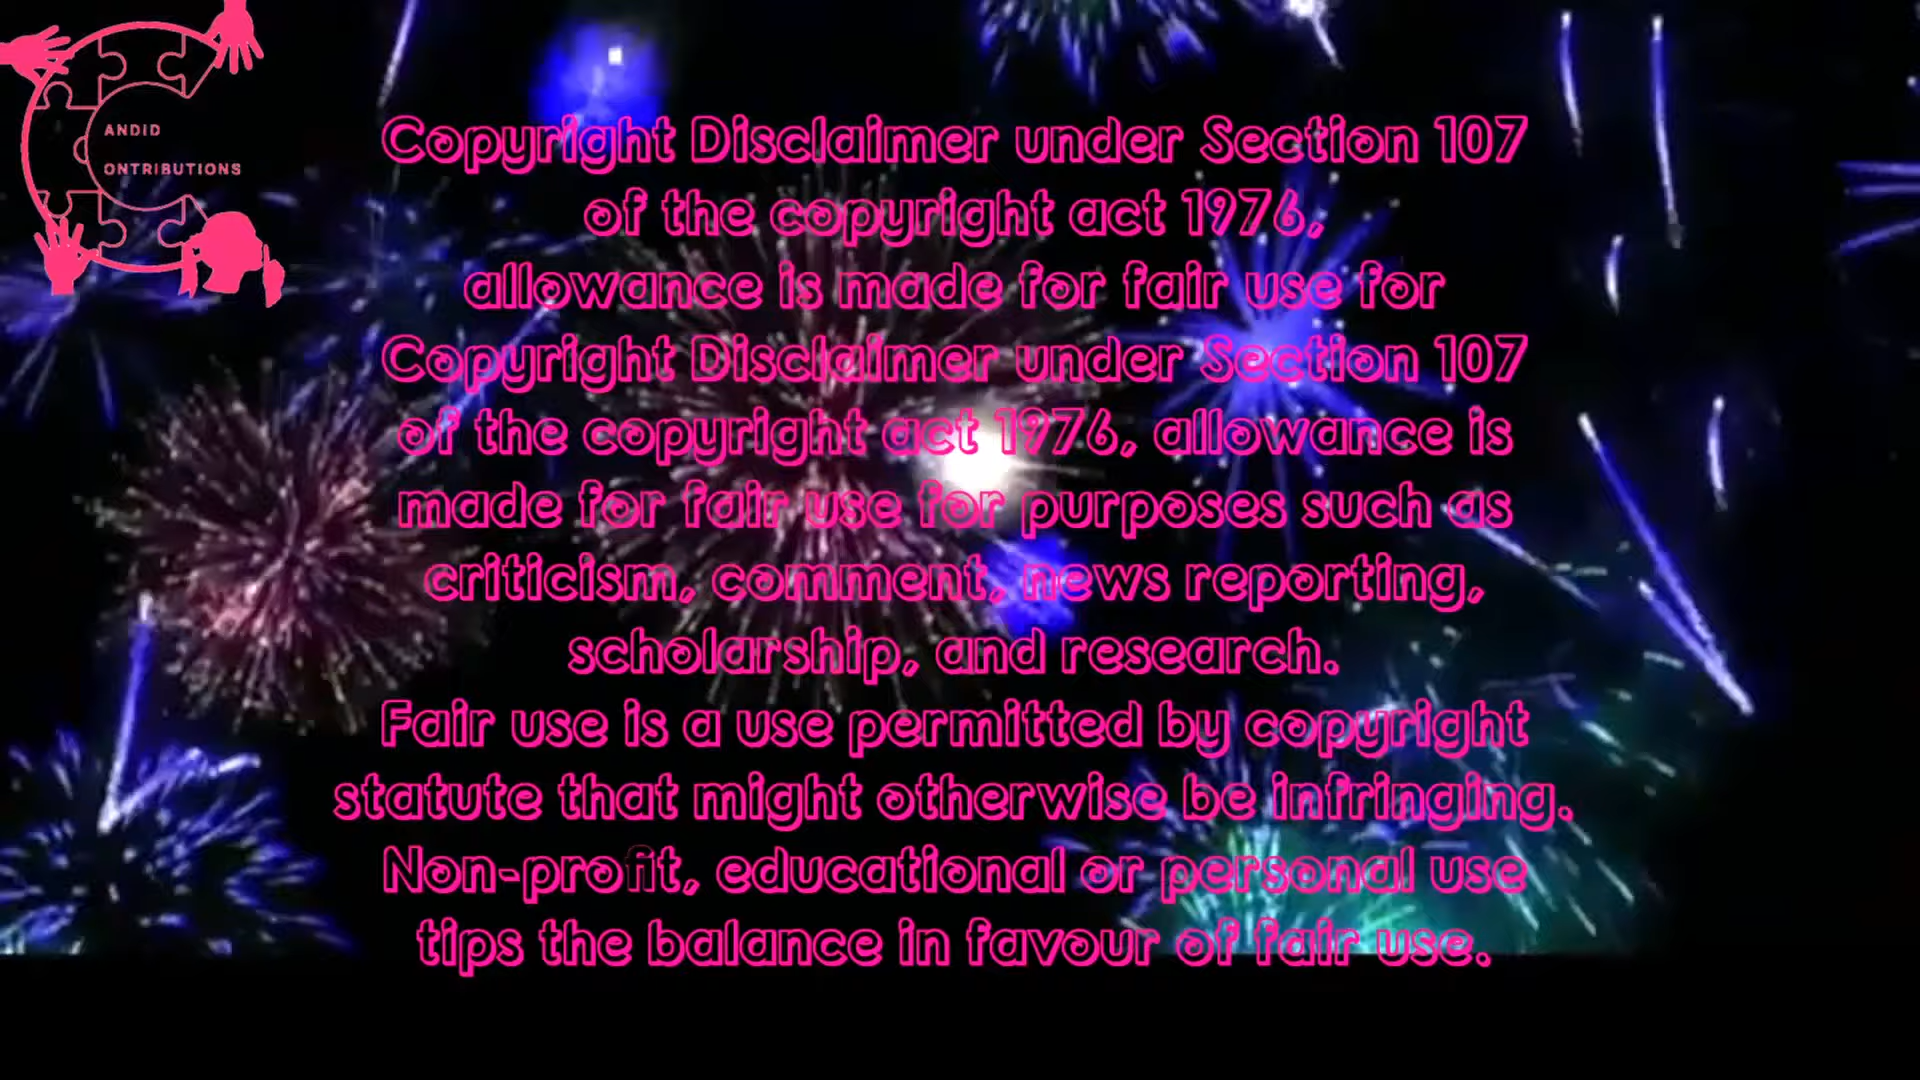 ANDID
ONTRIBUTIONS
Copyright Disclaimer under Section 107
of the copyright act 1976,
allowance is made for fair use for
Copyright Disclaimer under Section 107
of the copyright act 1976, allowance is
made for fair use for purposes such as
criticism, comment, news reporting,
scholarship, and research.
Fair use is a use permitted by copyright
statute that might otherwise be infringing.
Non-profit, educational or personal use
tips the balance in favour of fair use.